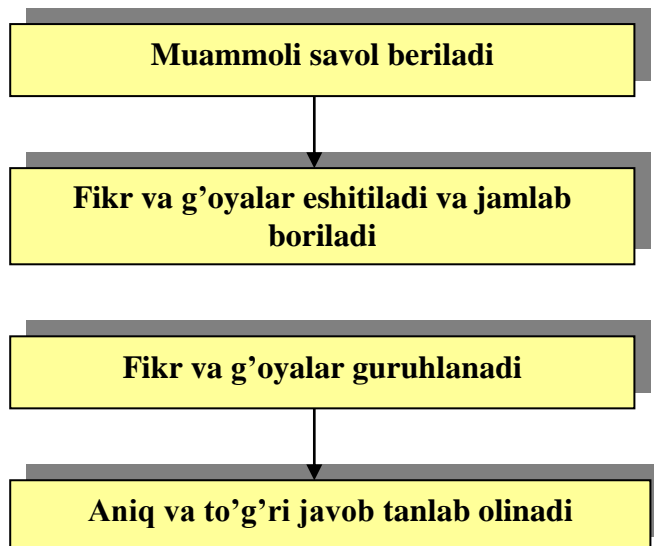 Muammoli savol beriladi
Fikr va g’oyalar eshitiladi va jamlab
boriladi
Fikr va g’oyalar guruhlanadi
Aniq va to’g’ri javob tanlab olinadi